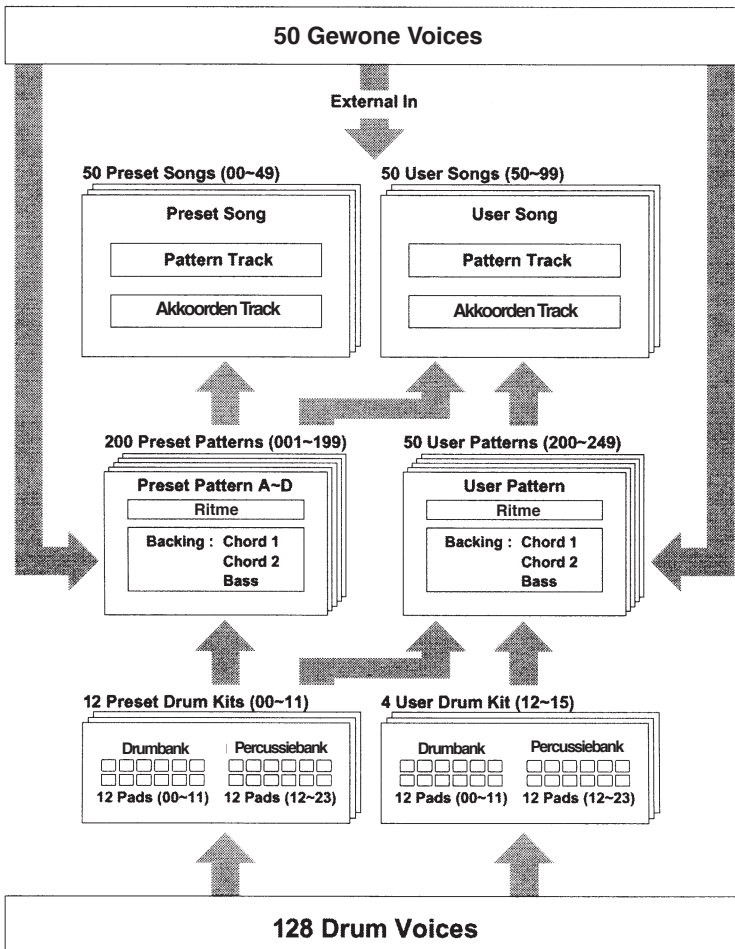 50 Gewone Voices
External In
50 Preset Songs (00~49)
50 User Songs (50~99)
Preset Song
User Song
Pattern Track
Pattern Track
Akkoorden Track
Akkoorden Track
200 Preset Patterns (001~199)
50 User Patterns (200~249)
Preset Pattern A~D
User Pattern
Ritme
Ritme
Backing : Chord 1
Chord 2
Bass
Backing : Chord 1
Chord 2
Bass
12 Preset Drum Kits (00~11)
4 User Drum Kit (12~15)
Drumbank
Percussiebank
Drumbank
Percussiebank
12 Pads (00~11)
12 Pads (12~23)
12 Pads (00~11)
12 Pads (12~23)
128 Drum Voices